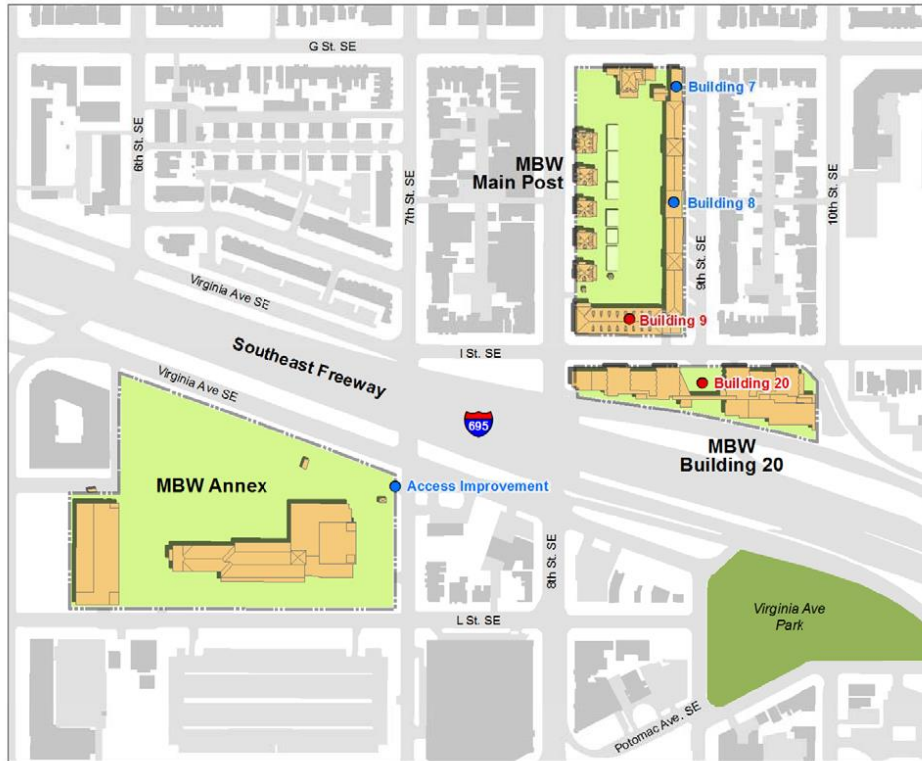 G St. SE
Building 7
6th St. SE
MBW
Main Post
7th St. SE
10th St. SE
Building 8
9th St. SE
Virginia Ave SE
Building 9
Southeast Freeway
I St. SE
Virginia Ave SE
Building 20
695
MBW
Building 20
MBW Annex
Access Improvement
8th St. SE
Virginia Ave
Park
L St. SE
Potomac Ave, SE